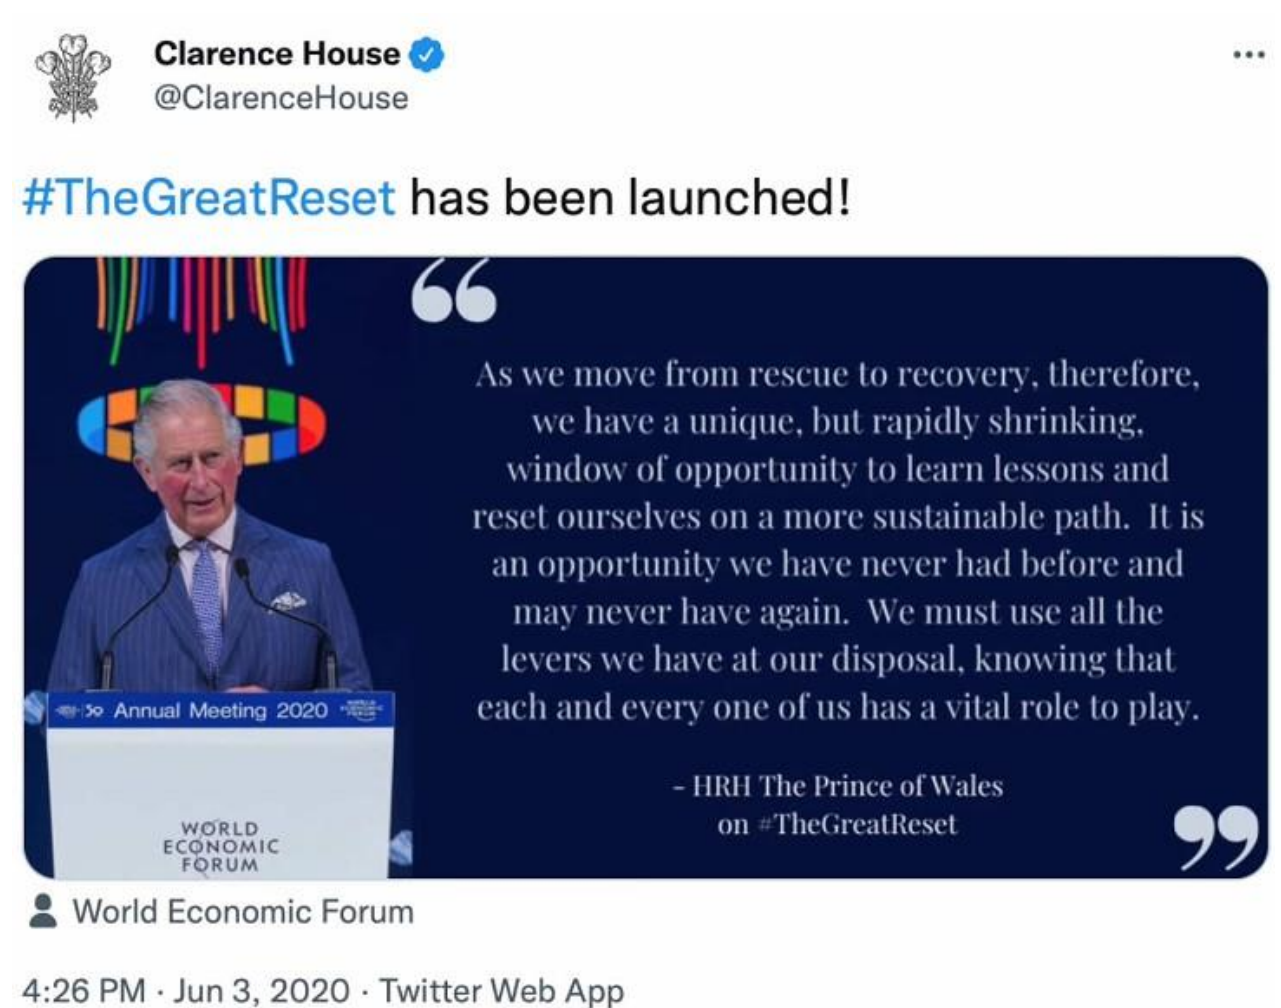 Clarence House
@ClarenceHouse
#TheGreatReset has been launched!
“
As we move from rescue to recovery, therefore,
we have a unique, but rapidly shrinking,
window of opportunity to learn lessons and
reset ourselves on a more sustainable path. It is
an opportunity we have never had before and
may never have again. We must use all the
levers we have at our disposal, knowing that
each and every one of us has a vital role to play.
- HRH The Prince of Wales
on #TheGreatReset
”
50 Annual Meeting 2020
WORLD
ECONOMIC
FORUM
World Economic Forum
4:26 PM · Jun 3, 2020 · Twitter Web App